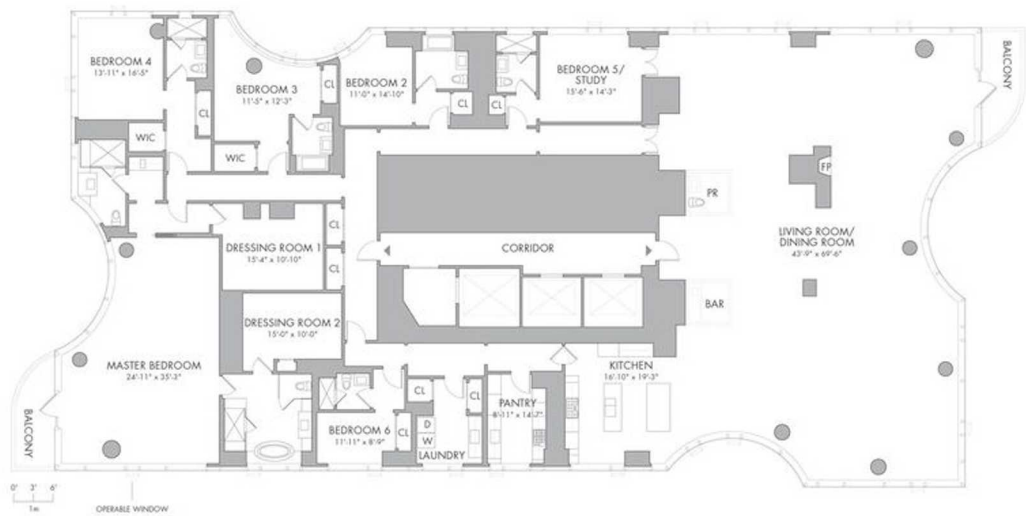 BEDROOM 4
13'-11" x 16'-5"
BEDROOM 3
11'-5" x 12'-3"
CL
BEDROOM 2
11'-0" x 14'-10"
BEDROOM 5/
STUDY
15'-6" x 14'-3"
BALCONY
CL
CL
CL
WIC
WIC
FP
PR
DRESSING ROOM 1
15'-4" x 10'-10"
CL
CL
CORRIDOR
LIVING ROOM/
DINING ROOM
43'-9" x 69'-6"
BAR
DRESSING ROOM 2
15'-0" x 10'-0"
MASTER BEDROOM
24'-11" x 35'-3"
KITCHEN
16'-10" x 19'-3"
CL
CL
PANTRY
8'-11" x 14'-7"
BALCONY
BEDROOM 6
11'-11" x 8'-9"
CL
D
W
LAUNDRY
0' 3' 6'
1m
OPERABLE WINDOW